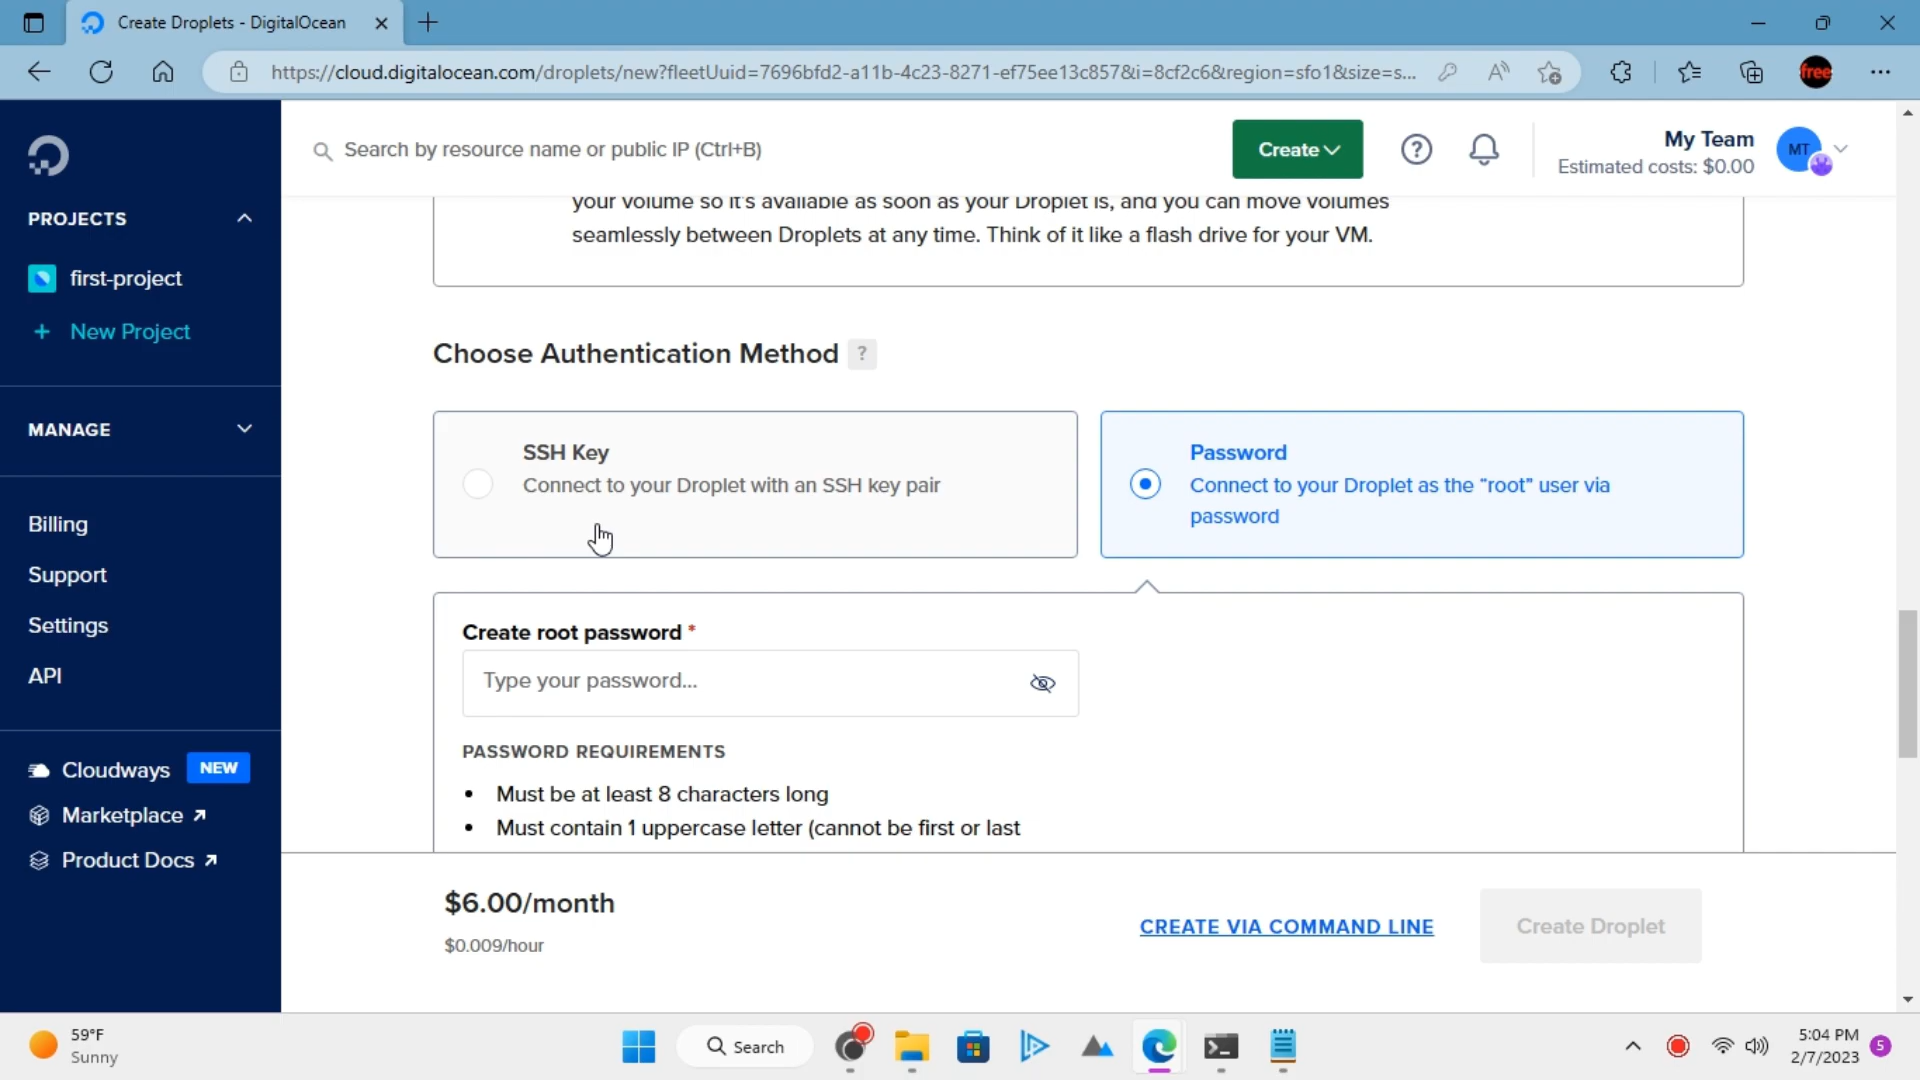 Create Droplets - DigitalOcean
https://cloud.digitalocean.com/droplets/new?fleetUuid=7696bfd2-a11b-4c23-8271-ef75ee13c857&i=8cf2c6&region=sfo1&size=s...
free
Search by resource name or public IP (Ctrl+B)
Create
My Team
Estimated costs: $0.00
MT
PROJECTS
first-project
+ New Project
MANAGE
Billing
Support
Settings
API
Cloudways NEW
Marketplace
Product Docs
your volume so it's available as soon as your Droplet is, and you can move volumes
seamlessly between Droplets at any time. Think of it like a flash drive for your VM.
Choose Authentication Method ?
SSH Key
Connect to your Droplet with an SSH key pair
Password
Connect to your Droplet as the “root” user via
password
Create root password *
Type your password...
PASSWORD REQUIREMENTS
• Must be at least 8 characters long
• Must contain 1 uppercase letter (cannot be first or last
$6.00/month
$0.009/hour
CREATE VIA COMMAND LINE
Create Droplet
59°F
Sunny
Search
5:04 PM
2/7/2023
5